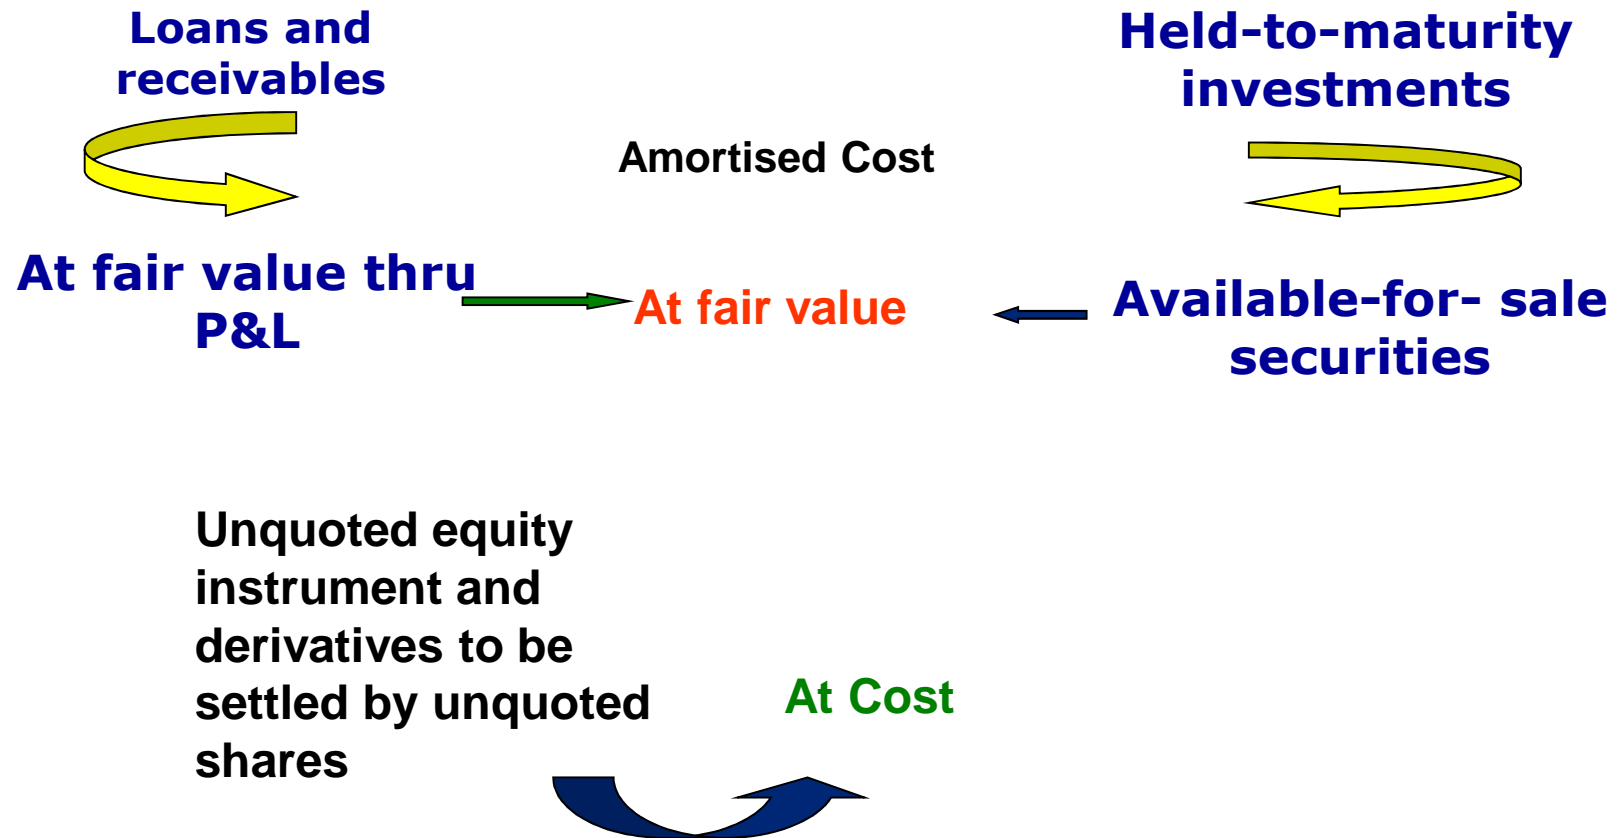 Loans and
receivables
Held-to-maturity
investments
Amortised Cost
At fair value thru
P&L
At fair value
Available-for- sale
securities
Unquoted equity
instrument and
derivatives to be
settled by unquoted
shares
At Cost